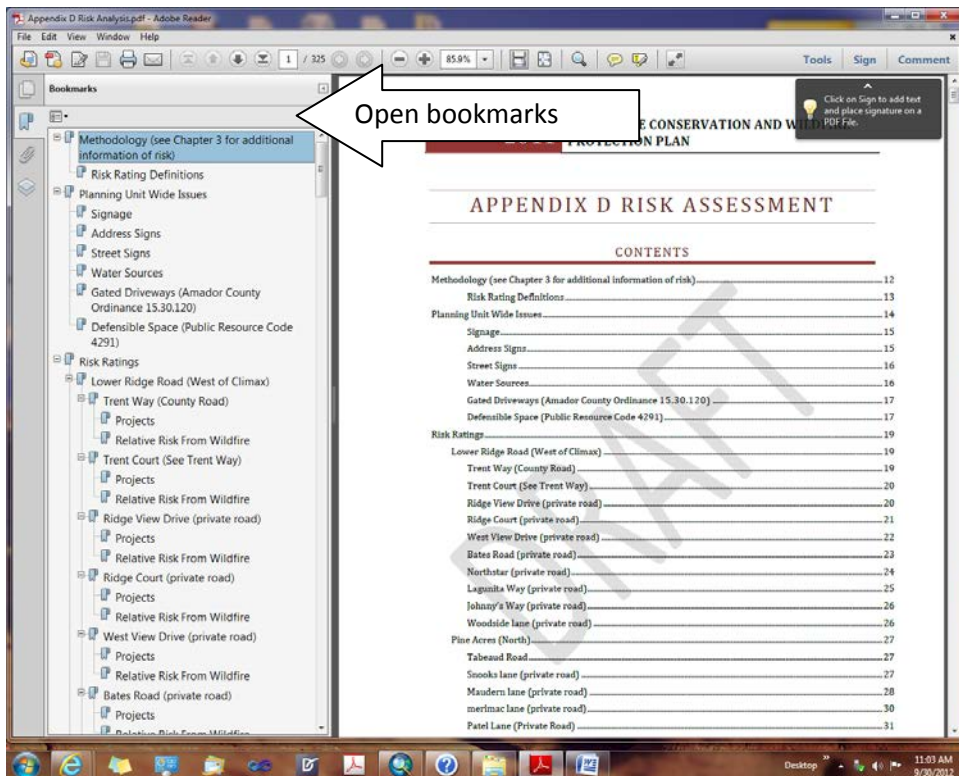 Appendix D Risk Analysis.pdf - Adobe Reader
File Edit View Window Help
1 / 325 85.9% Tools Sign Comment
Bookmarks
Open bookmarks
Click on Sign to add text
and place signature on a
PDF File.
Methodology (see Chapter 3 for additional
information of risk)
Risk Rating Definitions
Planning Unit Wide Issues
Signage
Address Signs
Street Signs
Water Sources
Gated Driveways (Amador County
Ordinance 15.30.120)
Defensible Space (Public Resource Code
4291)
Risk Ratings
Lower Ridge Road (West of Climax)
Trent Way (County Road)
Projects
Relative Risk From Wildfire
Trent Court (See Trent Way)
Projects
Relative Risk From Wildfire
Ridge View Drive (private road)
Projects
Relative Risk From Wildfire
Ridge Court (private road)
Projects
Relative Risk From Wildfire
West View Drive (private road)
Projects
Relative Risk From Wildfire
Bates Road (private road)
Projects
Relative Risk From Wildfire
CONSERVATION AND
PROTECTION PLAN
APPENDIX D RISK ASSESSMENT
CONTENTS
Methodology (see Chapter 3 for additional information of risk) 12
Risk Rating Definitions 13
Planning Unit Wide Issues 14
Signage 15
Address Signs 15
Street Signs 16
Water Sources 16
Gated Driveways (Amador County Ordinance 15.30.120) 17
Defensible Space (Public Resource Code 4291) 17
Risk Ratings 19
Lower Ridge Road (West of Climax) 19
Trent Way (County Road) 19
Trent Court (See Trent Way) 20
Ridge View Drive (private road) 20
Ridge Court (private road) 21
West View Drive (private road) 22
Bates Road (private road) 23
Northstar (private road) 24
Lagunita Way (private road) 25
Johnny's Way (private road) 26
Woodside lane (private road) 26
Pine Acres (North) 27
Tabeaud Road 27
Snooks lane (private road) 27
Maudern lane (private road) 28
merimac lane (private road) 30
Patel Lane (Private Road) 31
DRAFT
Desktop 11:03 AM
9/30/2012